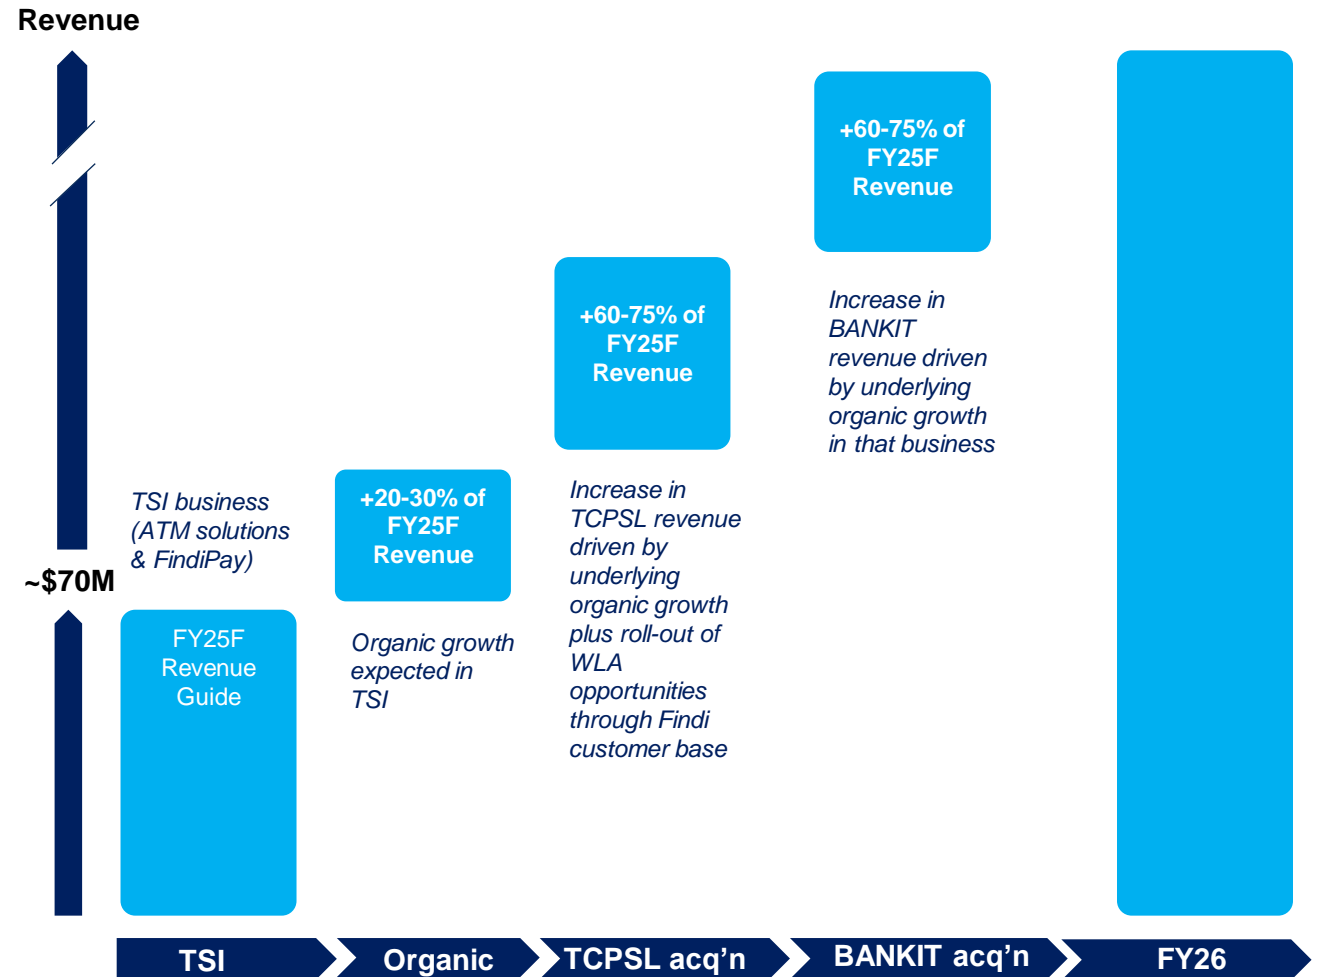 Revenue
+60-75% of
FY25F
Revenue
Increase in
BANKIT
revenue driven
by underlying
organic growth
in that business
+60-75% of
FY25F
Revenue
Increase in
TCPSL revenue
driven by
underlying
organic growth
plus roll-out of
WLA
opportunities
through Findi
customer base
+20-30% of
FY25F
Revenue
Organic growth
expected in
TSI
TSI business
(ATM solutions
& FindiPay)
~$70M
FY25F
Revenue
Guide
TSI
Organic
TCPSL acq’n
BANKIT acq’n
FY26